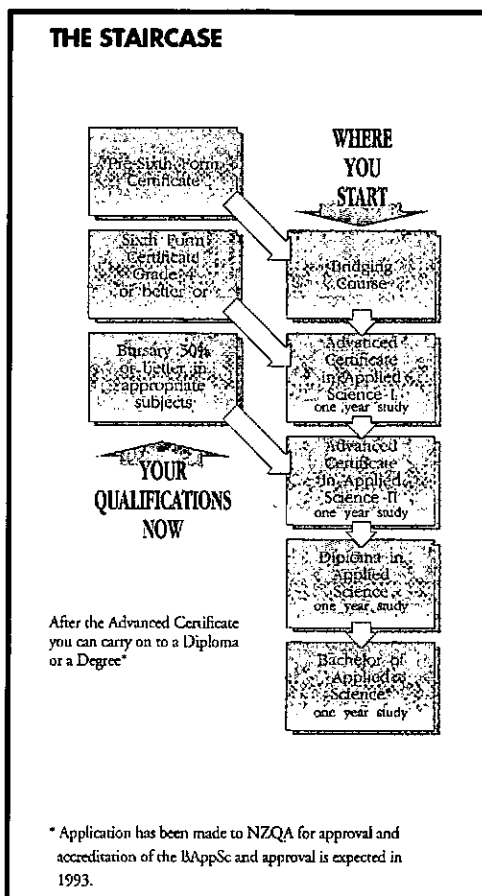 THE STAIRCASE
Pre-Sixth Form
Certificate
Sixth Form
Certificate
Grade 4
or better or
Bursary 50%
or better in
appropriate
subjects
YOUR
QUALIFICATIONS
NOW
After the Advanced Certificate
you can carry on to a Diploma
or a Degree*
WHERE
YOU
START
Bridging
Course
Advanced
Certificate
in Applied
Science I
one year study
Advanced
Certificate
in Applied
Science II
one year study
Diploma in
Applied
Science
one year study
Bachelor of
Applied
Science*
one year study
* Application has been made to NZQA for approval and
accreditation of the BAppSc and approval is expected in
1993.